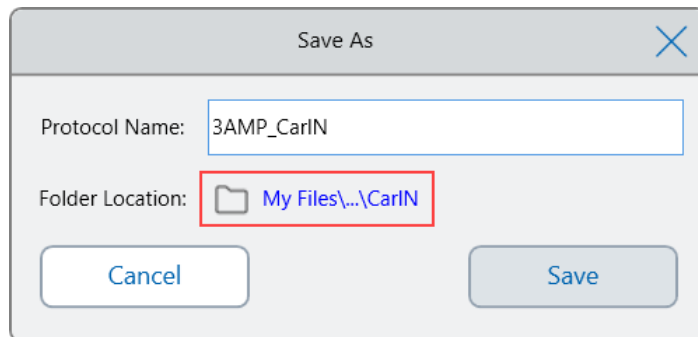 Save As
Protocol Name: 3AMP_CarIN
Folder Location: My Files\...\CarIN
Cancel Save